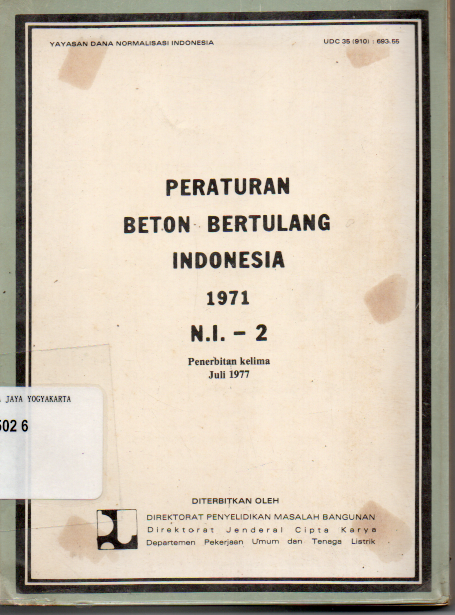 YAYASAN DANA NORMALISASI INDONESIA
UDC 35 (910) : 693.55
PERATURAN
BETON BERTULANG
INDONESIA
1971
N.I. – 2
Penerbitan kelima
Juli 1977
JAYA YOGYAKARTA
502 6
DITERBITKAN OLEH
DIREKTORAT PENYELIDIKAN MASALAH BANGUNAN
Direktorat Jenderal Cipta Karya
Departemen Pekerjaan Umum dan Tenaga Listrik